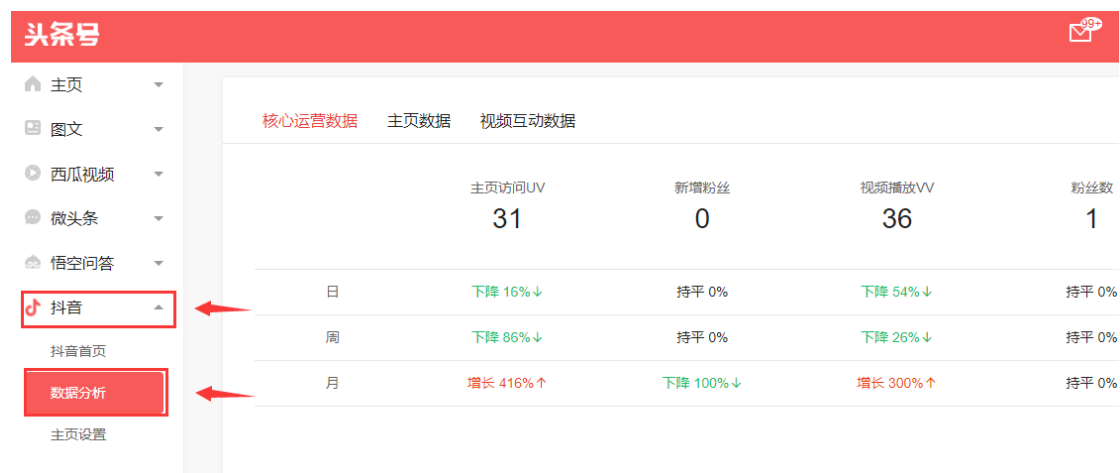 头条号
99+
主页
图文
西瓜视频
微头条
悟空问答
抖音
抖音首页
数据分析
主页设置
核心运营数据 主页数据 视频互动数据
主页访问UV 新增粉丝 视频播放VV 粉丝数
31 0 36 1
日 下降 16%↓ 持平 0% 下降 54%↓ 持平 0%
周 下降 86%↓ 持平 0% 下降 26%↓ 持平 0%
月 增长 416%↑ 下降 100%↓ 增长 300%↑ 持平 0%